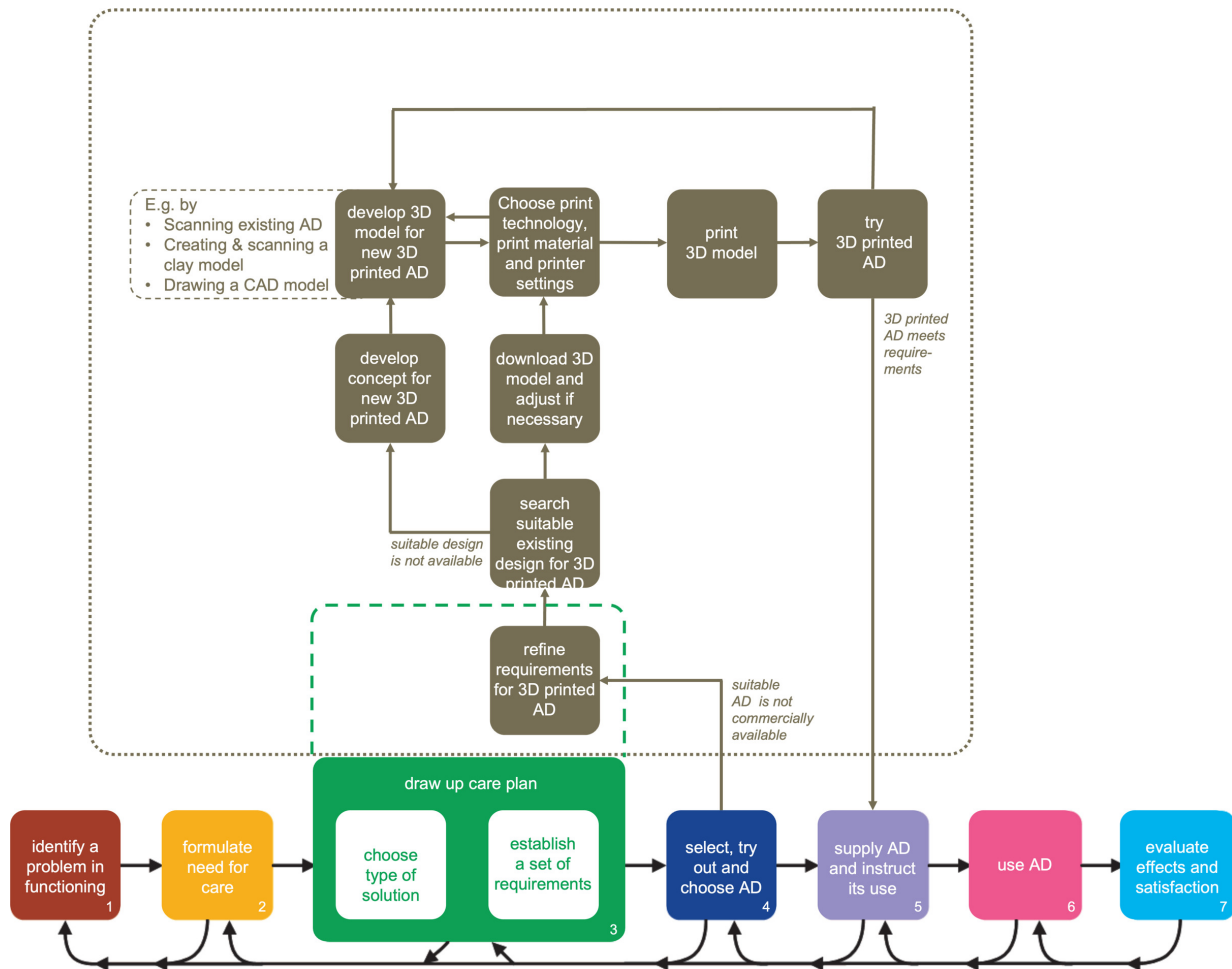 E.g. by
• Scanning existing AD
• Creating & scanning a
clay model
• Drawing a CAD model
develop 3D
model for
new 3D
printed AD
Choose print
technology,
print material
and printer
settings
print
3D model
try
3D printed
AD
3D printed
AD meets
require-
ments
develop
concept for
new 3D
printed AD
download 3D
model and
adjust if
necessary
suitable design
is not available
search
suitable
existing
design for 3D
printed AD
refine
requirements
for 3D printed
AD
suitable
AD is not
commercially
available
identify a
problem in
functioning
1
formulate
need for
care
2
draw up care plan
choose
type of
solution
establish
a set of
requirements
3
select, try
out and
choose AD
4
supply AD
and instruct
its use
5
use AD
6
evaluate
effects and
satisfaction
7